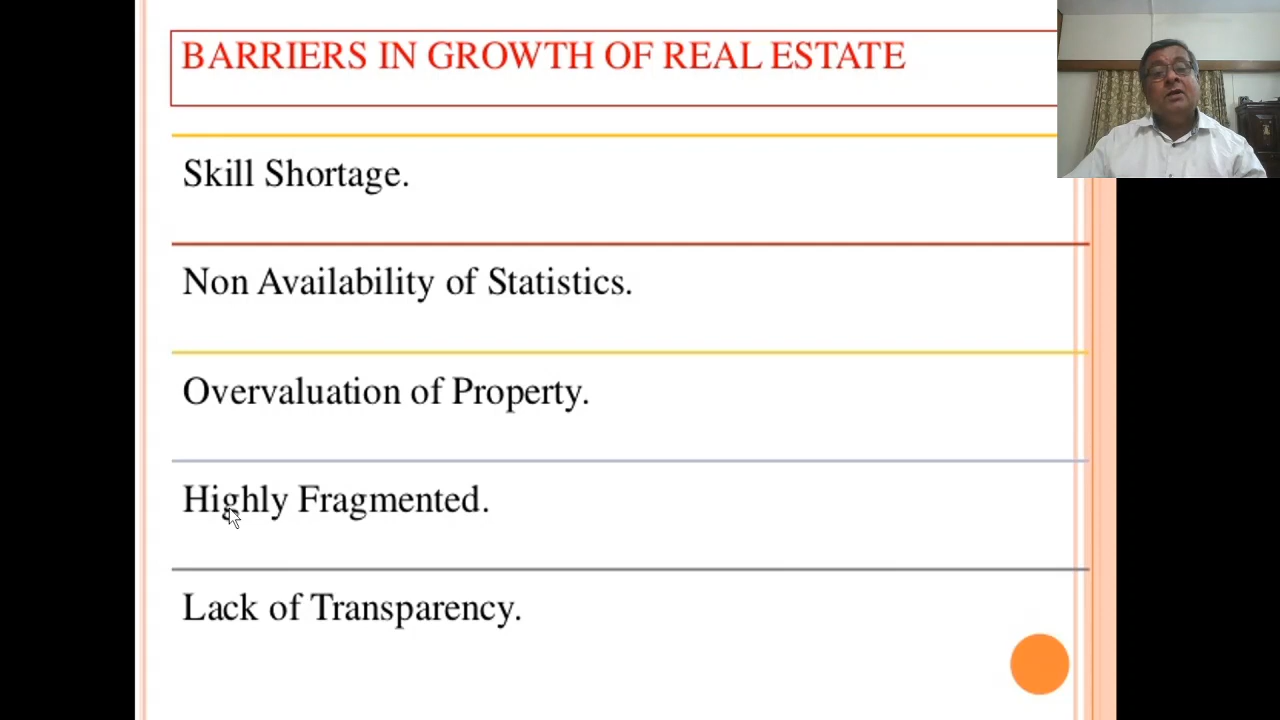 BARRIERS IN GROWTH OF REAL ESTATE
Skill Shortage.
Non Availability of Statistics.
Overvaluation of Property.
Highly Fragmented.
Lack of Transparency.